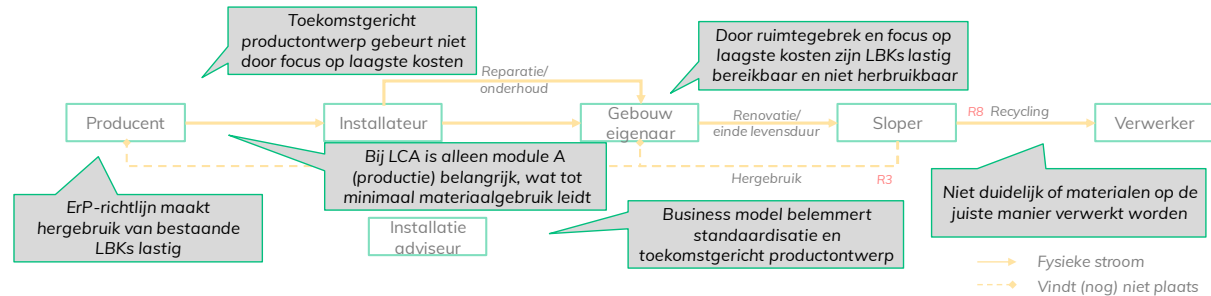 Toekomstgericht
productontwerp gebeurt niet
door focus op laagste kosten
Door ruimtegebrek en focus op
laagste kosten zijn LBKs lastig
bereikbaar en niet herbruikbaar
Reparatie/
onderhoud
Producent
Installateur
Gebouw
eigenaar
Renovatie/
einde levensduur
Sloper
R8 Recycling
Verwerker
Bij LCA is alleen module A
(productie) belangrijk, wat tot
minimaal materiaalgebruik leidt
Hergebruik
R3
ErP-richtlijn maakt
hergebruik van bestaande
LBKs lastig
Niet duidelijk of materialen op de
juiste manier verwerkt worden
Installatie
adviseur
Business model belemmert
standaardisatie en
toekomstgericht productontwerp
Fysieke stroom
Vindt (nog) niet plaats